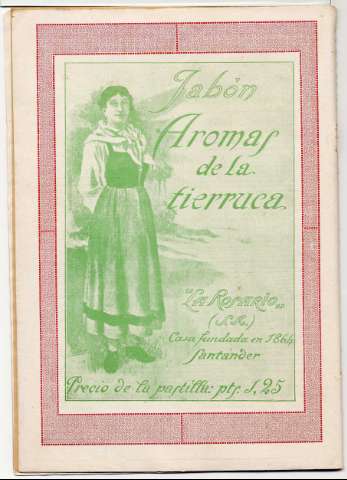 Jabón
Aromas
de la
tierruca
"La Rosario"
(S.A.)
Casa fundada en 1864
Santander
Precio de la pastilla: pts. 1,25